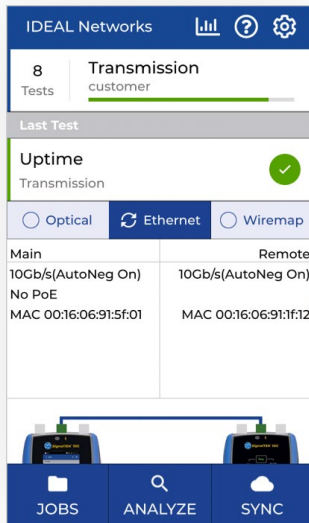 IDEAL Networks
8
Tests
Transmission
customer
Last Test
Uptime
Transmission
Optical
Ethernet
Wiremap
Main
Remote
10Gb/s(AutoNeg On)
10Gb/s(AutoNeg On)
No PoE
MAC 00:16:06:91:5f:01
MAC 00:16:06:91:1f:12
JOBS
ANALYZE
SYNC